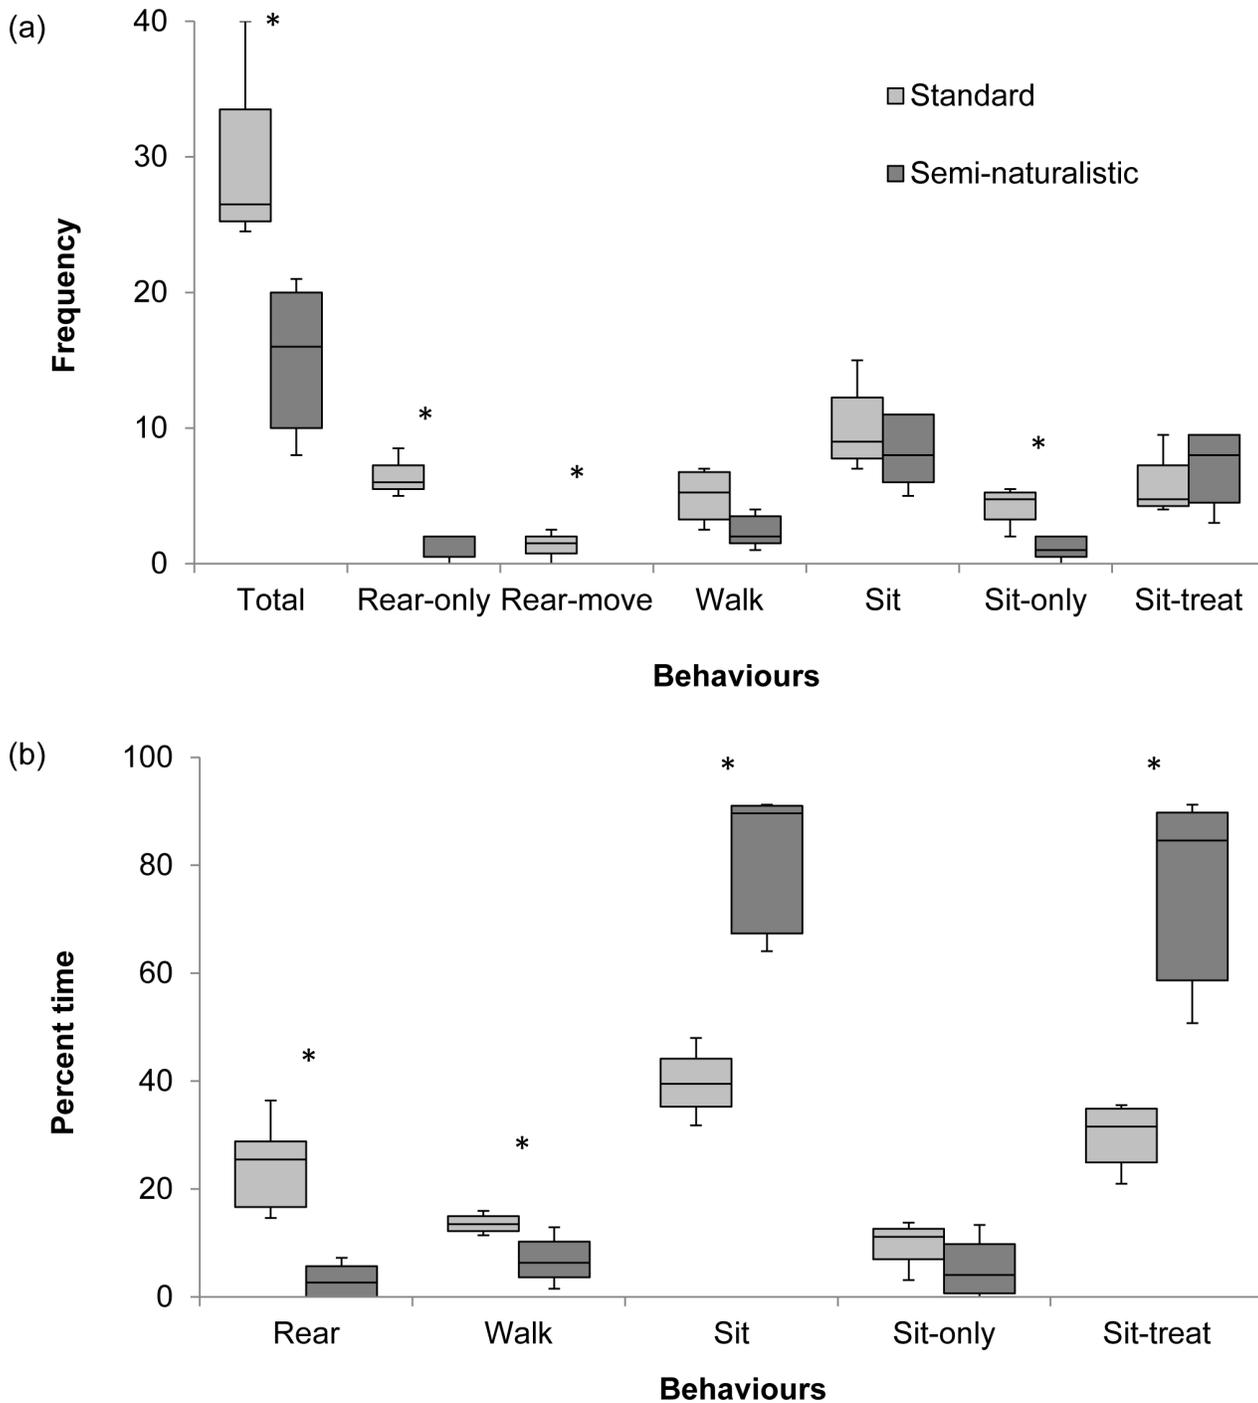 (a)
40
*
30
20
10
0
Frequency
Standard
Semi-naturalistic
*
*
*
Total Rear-only Rear-move Walk Sit Sit-only Sit-treat
Behaviours
(b)
100
80
60
40
20
0
Percent time
*
*
*
*
Rear Walk Sit Sit-only Sit-treat
Behaviours